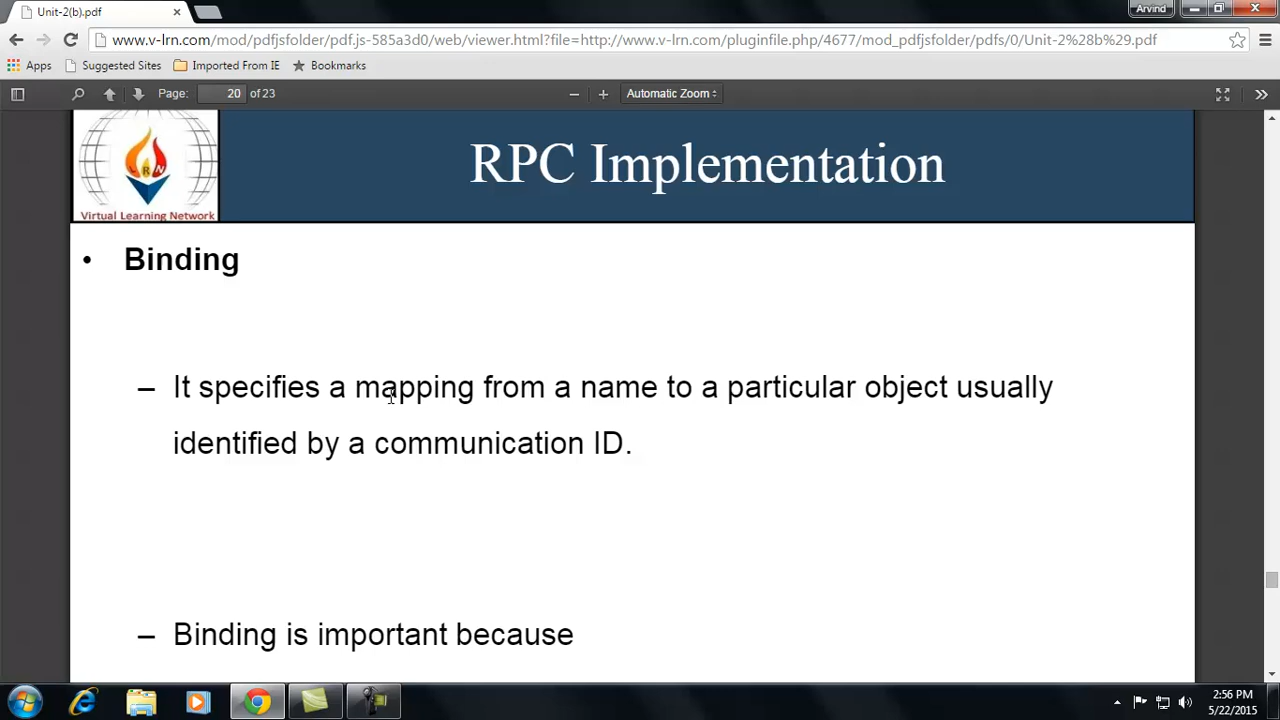 Unit-2(b).pdf
Arvind
www.v-lrn.com/mod/pdfjsfolder/pdf.js-585a3d0/web/viewer.html?file=http://www.v-lrn.com/pluginfile.php/4677/mod_pdfjsfolder/pdfs/0/Unit-2%28b%29.pdf
Apps Suggested Sites Imported From IE Bookmarks
Page: 20 of 23 Automatic Zoom
LRN
Virtual Learning Network
RPC Implementation
• Binding
– It specifies a mapping from a name to a particular object usually
identified by a communication ID.
– Binding is important because
2:56 PM
5/22/2015